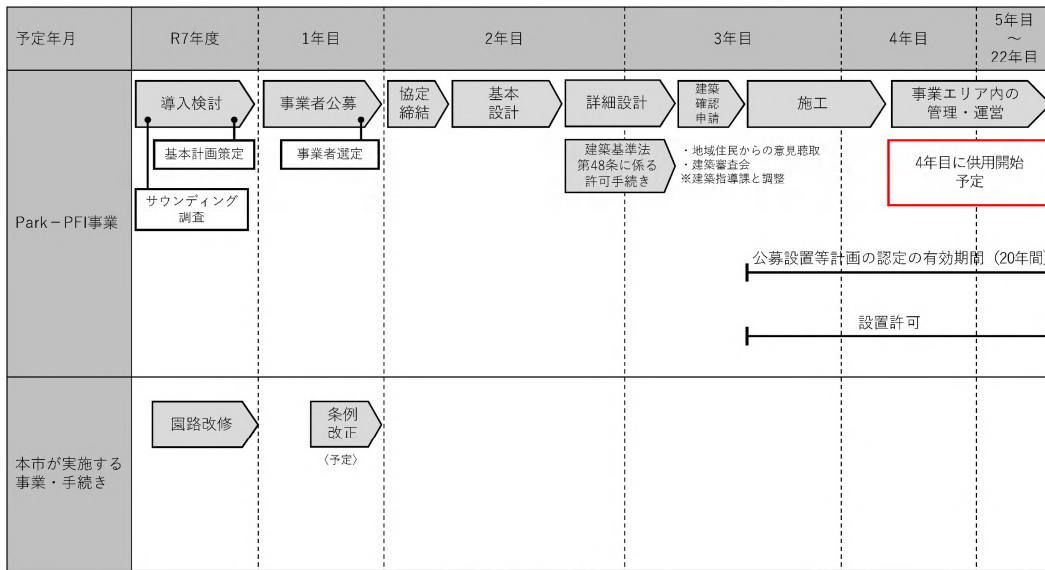 予定年月
R7年度
1年目
2年目
3年目
4年目
5年目
～
22年目
Park－PFI事業
導入検討
事業者公募
協定
締結
基本
設計
詳細設計
建築
確認
申請
施工
事業エリア内の
管理・運営
基本計画策定
サウンディング
調査
事業者選定
建築基準法
第48条に係る
許可手続き
・地域住民からの意見聴取
・建築審査会
※建築指導課と調整
4年目に供用開始
予定
公募設置等計画の認定の有効期間（20年間）
設置許可
本市が実施する
事業・手続き
園路改修
条例
改正
〈予定〉